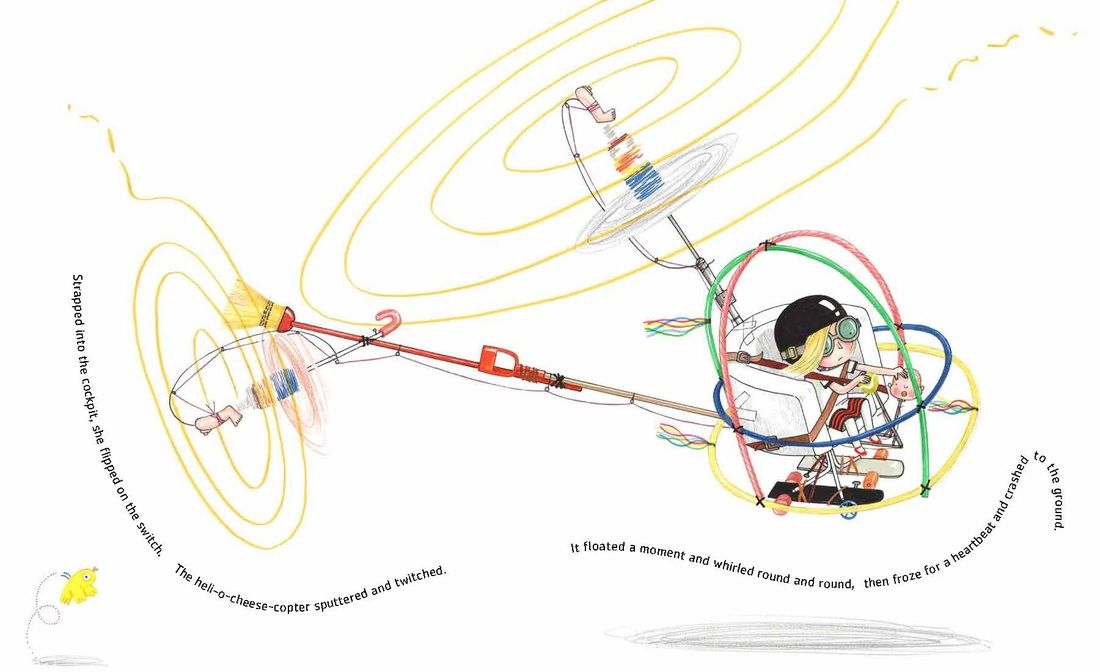 Strapped into the cockpit, she flipped on the switch.
The heli-o-cheese-copter sputtered and twitched.
It floated a moment and whirled round and round,
then froze for a heartbeat and crashed to the ground.